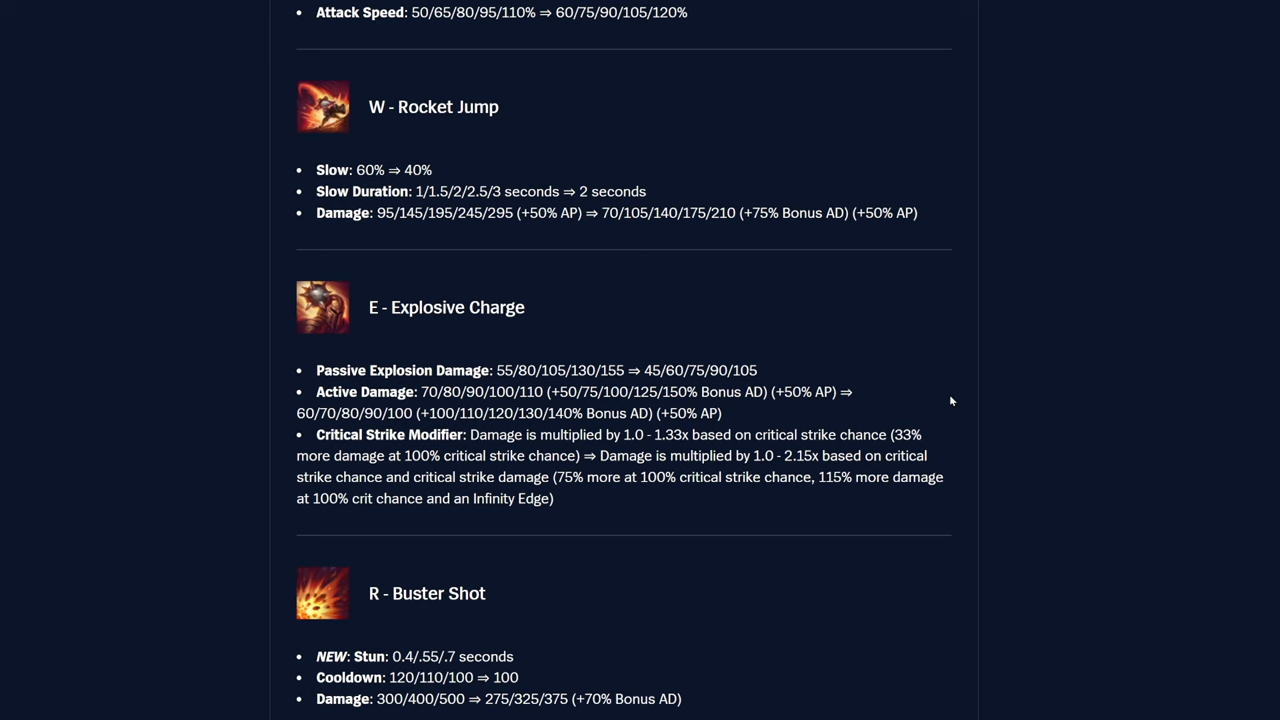 • Attack Speed: 50/65/80/95/110% ⇒ 60/75/90/105/120%
W - Rocket Jump
• Slow: 60% ⇒ 40%
• Slow Duration: 1/1.5/2/2.5/3 seconds ⇒ 2 seconds
• Damage: 95/145/195/245/295 (+50% AP) ⇒ 70/105/140/175/210 (+75% Bonus AD) (+50% AP)
E - Explosive Charge
• Passive Explosion Damage: 55/80/105/130/155 ⇒ 45/60/75/90/105
• Active Damage: 70/80/90/100/110 (+50/75/100/125/150% Bonus AD) (+50% AP) ⇒
60/70/80/90/100 (+100/110/120/130/140% Bonus AD) (+50% AP)
• Critical Strike Modifier: Damage is multiplied by 1.0 - 1.33x based on critical strike chance (33%
more damage at 100% critical strike chance) ⇒ Damage is multiplied by 1.0 - 2.15x based on critical
strike chance and critical strike damage (75% more at 100% critical strike chance, 115% more damage
at 100% crit chance and an Infinity Edge)
R - Buster Shot
• NEW: Stun: 0.4/.55/.7 seconds
• Cooldown: 120/110/100 ⇒ 100
• Damage: 300/400/500 ⇒ 275/325/375 (+70% Bonus AD)